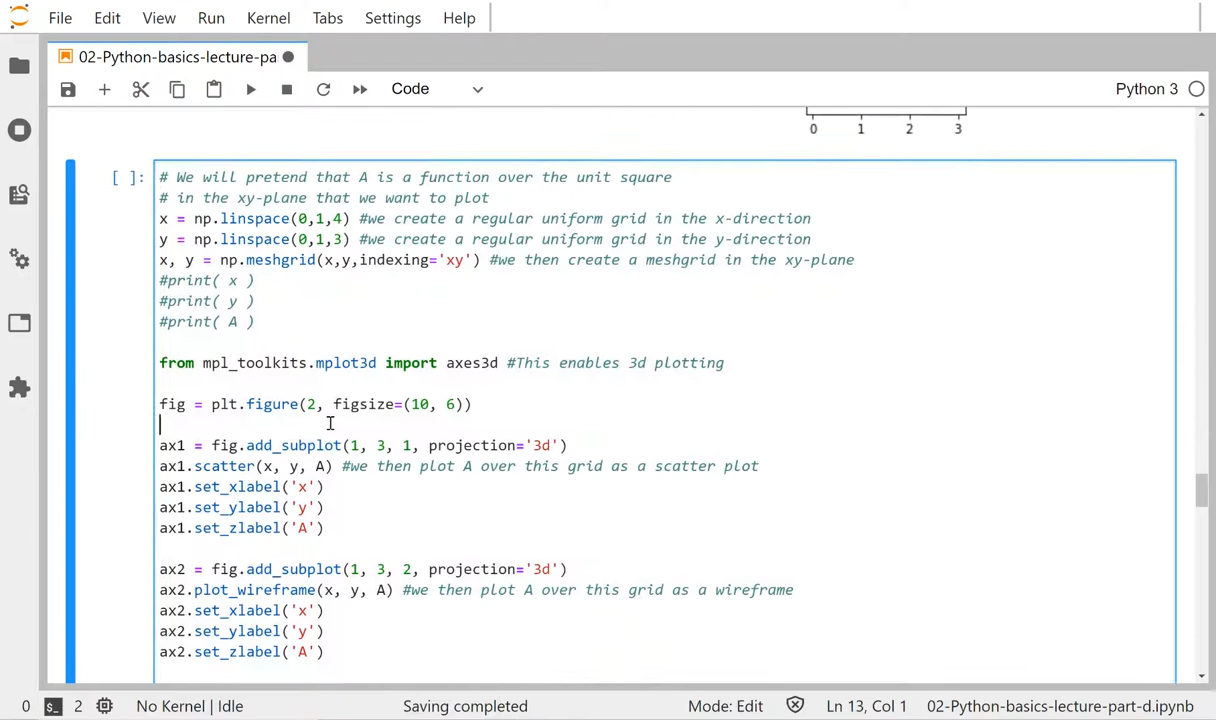 File Edit View Run Kernel Tabs Settings Help
02-Python-basics-lecture-pa
Code Python 3
0 1 2 3
[ ]: # We will pretend that A is a function over the unit square
# in the xy-plane that we want to plot
x = np.linspace(0,1,4) #we create a regular uniform grid in the x-direction
y = np.linspace(0,1,3) #we create a regular uniform grid in the y-direction
x, y = np.meshgrid(x,y,indexing='xy') #we then create a meshgrid in the xy-plane
#print( x )
#print( y )
#print( A )
from mpl_toolkits.mplot3d import axes3d #This enables 3d plotting
fig = plt.figure(2, figsize=(10, 6))
ax1 = fig.add_subplot(1, 3, 1, projection='3d')
ax1.scatter(x, y, A) #we then plot A over this grid as a scatter plot
ax1.set_xlabel('x')
ax1.set_ylabel('y')
ax1.set_zlabel('A')
ax2 = fig.add_subplot(1, 3, 2, projection='3d')
ax2.plot_wireframe(x, y, A) #we then plot A over this grid as a wireframe
ax2.set_xlabel('x')
ax2.set_ylabel('y')
ax2.set_zlabel('A')
0 $_ 2 No Kernel | Idle Saving completed Mode: Edit Ln 13, Col 1 02-Python-basics-lecture-part-d.ipynb